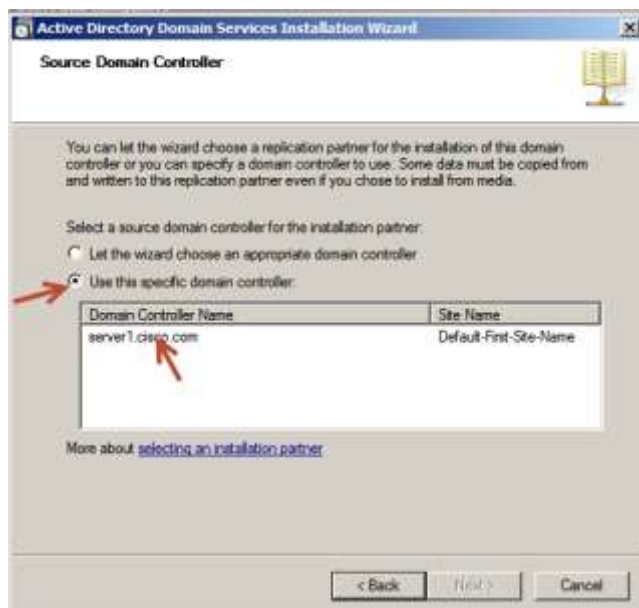 Active Directory Domain Services Installation Wizard
Source Domain Controller
You can let the wizard choose a replication partner for the installation of this domain
controller or you can specify a domain controller to use. Some data must be copied from
and written to this replication partner even if you chose to install from media.
Select a source domain controller for the installation partner:
Let the wizard choose an appropriate domain controller
Use this specific domain controller:
Domain Controller Name Site Name
server1.cisco.com Default-First-Site-Name
More about selecting an installation partner
< Back Next > Cancel